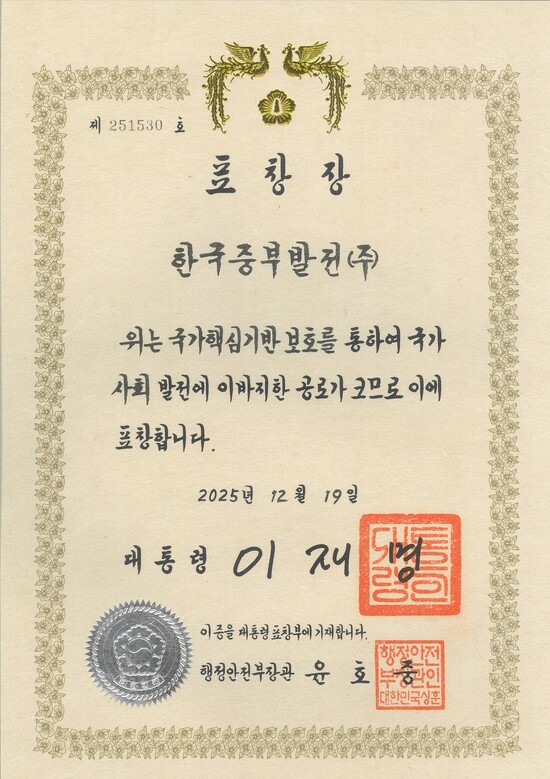 제 251530 호
표창장
한국중부발전(주)
위는 국가핵심기반 보호를 통하여 국가
사회 발전에 이바지한 공로가 크므로 이에
표창합니다.
2025년 12월 19일
대통령 이재명
대통령의인
이 증을 대통령 표창부에 기재합니다.
행정안전부장관 윤호중
행정안전
부장관인
대한민국상훈